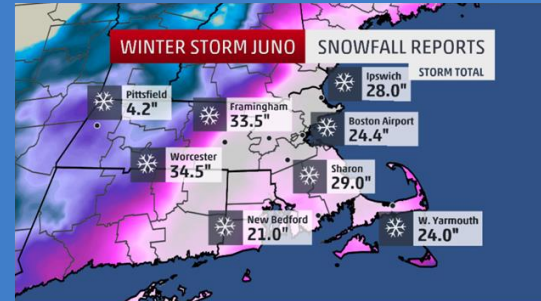 WINTER STORM JUNO
SNOWFALL REPORTS
STORM TOTAL
Ipswich
28.0"
Pittsfield
4.2"
Framingham
33.5"
Boston Airport
24.4"
Worcester
34.5"
Sharon
29.0"
New Bedford
21.0"
W. Yarmouth
24.0"